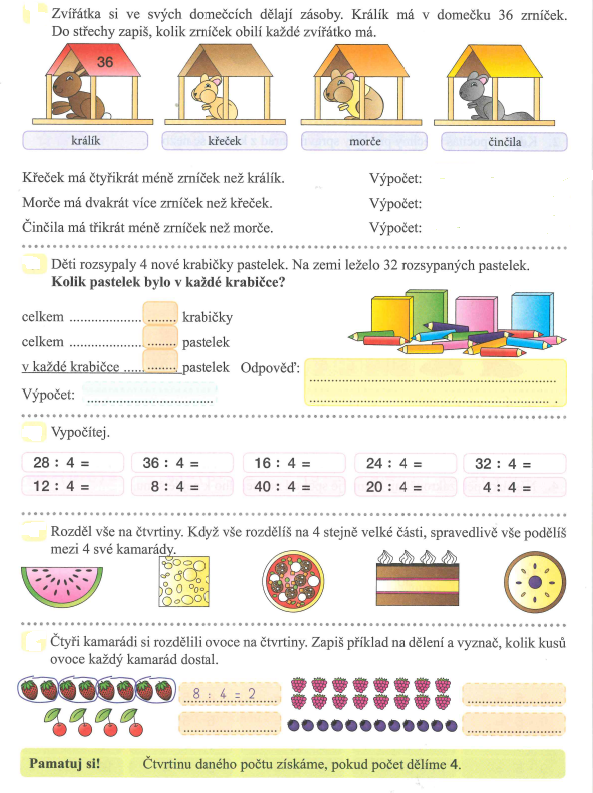 Zvířátka si ve svých domečcích dělají zásoby. Králík má v domečku 36 zrníček.
Do střechy zapiš, kolik zrníček obilí každé zvířátko má.
36
králík křeček morče činčila
Křeček má čtyřikrát méně zrníček než králík. Výpočet:
Morče má dvakrát více zrníček než křeček. Výpočet:
Činčila má třikrát méně zrníček než morče. Výpočet:
Děti rozsypaly 4 nové krabičky pastelek. Na zemi leželo 32 rozsypaných pastelek.
Kolik pastelek bylo v každé krabičce?
celkem ........................ krabičky
celkem ........................ pastelek
v každé krabičce ............ pastelek Odpověď:
Výpočet:
Vypočítej.
28 : 4 = 36 : 4 = 16 : 4 = 24 : 4 = 32 : 4 =
12 : 4 = 8 : 4 = 40 : 4 = 20 : 4 = 4 : 4 =
Rozděl vše na čtvrtiny. Když vše rozdělíš na 4 stejně velké části, spravedlivě vše podělíš
mezi 4 své kamarády.
Čtyři kamarádi si rozdělili ovoce na čtvrtiny. Zapiš příklad na dělení a vyznač, kolik kusů
ovoce každý kamarád dostal.
8 : 4 = 2
Pamatuj si! Čtvrtinu daného počtu získáme, pokud počet dělíme 4.